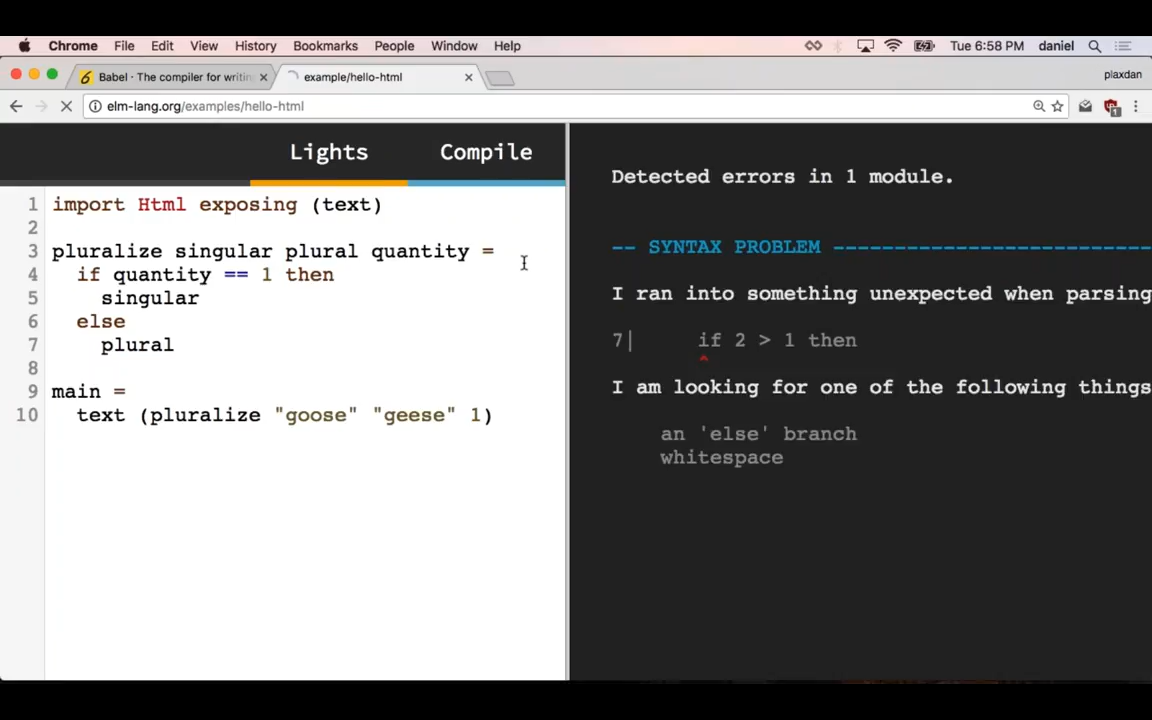 Chrome File Edit View History Bookmarks People Window Help Tue 6:58 PM daniel
Babel · The compiler for writin example/hello-html plaxdan
elm-lang.org/examples/hello-html
Lights Compile
1 import Html exposing (text)
2
3 pluralize singular plural quantity =
4 if quantity == 1 then
5 singular
6 else
7 plural
8
9 main =
10 text (pluralize "goose" "geese" 1)
Detected errors in 1 module.
-- SYNTAX PROBLEM --------------------------
I ran into something unexpected when parsing
7| if 2 > 1 then
^
I am looking for one of the following things
an 'else' branch
whitespace